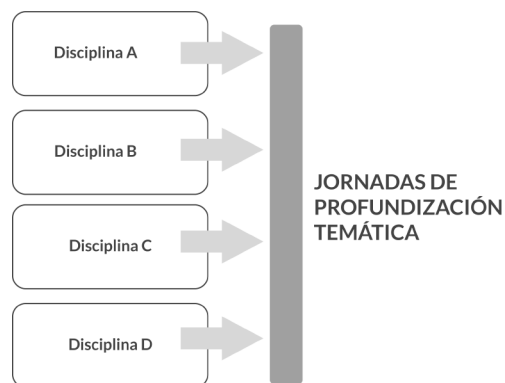 Disciplina A
Disciplina B
Disciplina C
Disciplina D
JORNADAS DE
PROFUNDIZACIÓN
TEMÁTICA